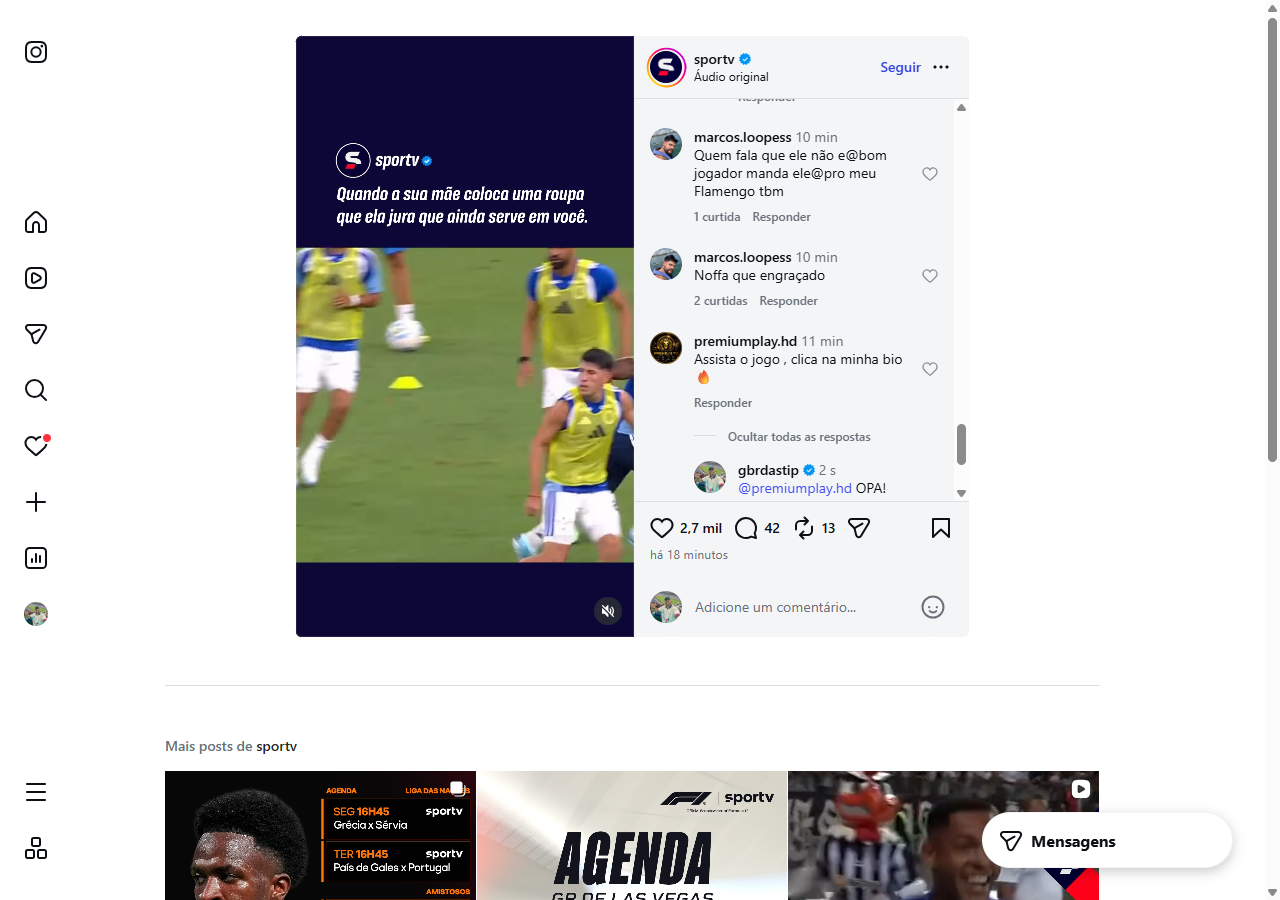 sportv
Quando a sua mãe coloca uma roupa
que ela jura que ainda serve em você.
sportv
Áudio original
Seguir
Responder
marcos.loopess 10 min
Quem fala que ele não e@bom
jogador manda ele@pro meu
Flamengo tbm
1 curtida Responder
marcos.loopess 10 min
Noffa que engraçado
2 curtidas Responder
premiumplay.hd 11 min
Assista o jogo , clica na minha bio
🔥
Responder
Ocultar todas as respostas
gbrdastip 2 s
@premiumplay.hd OPA!
2,7 mil 42 13
há 18 minutos
Adicione um comentário...
Mais posts de sportv
AGENDA
SEG 16H45 sportv
Grécia x Sérvia
TER 16H45 sportv
País de Gales x Portugal
AMISTOSOS
F1 sportv
AGENDA
GP DE LAS VEGAS
Mensagens